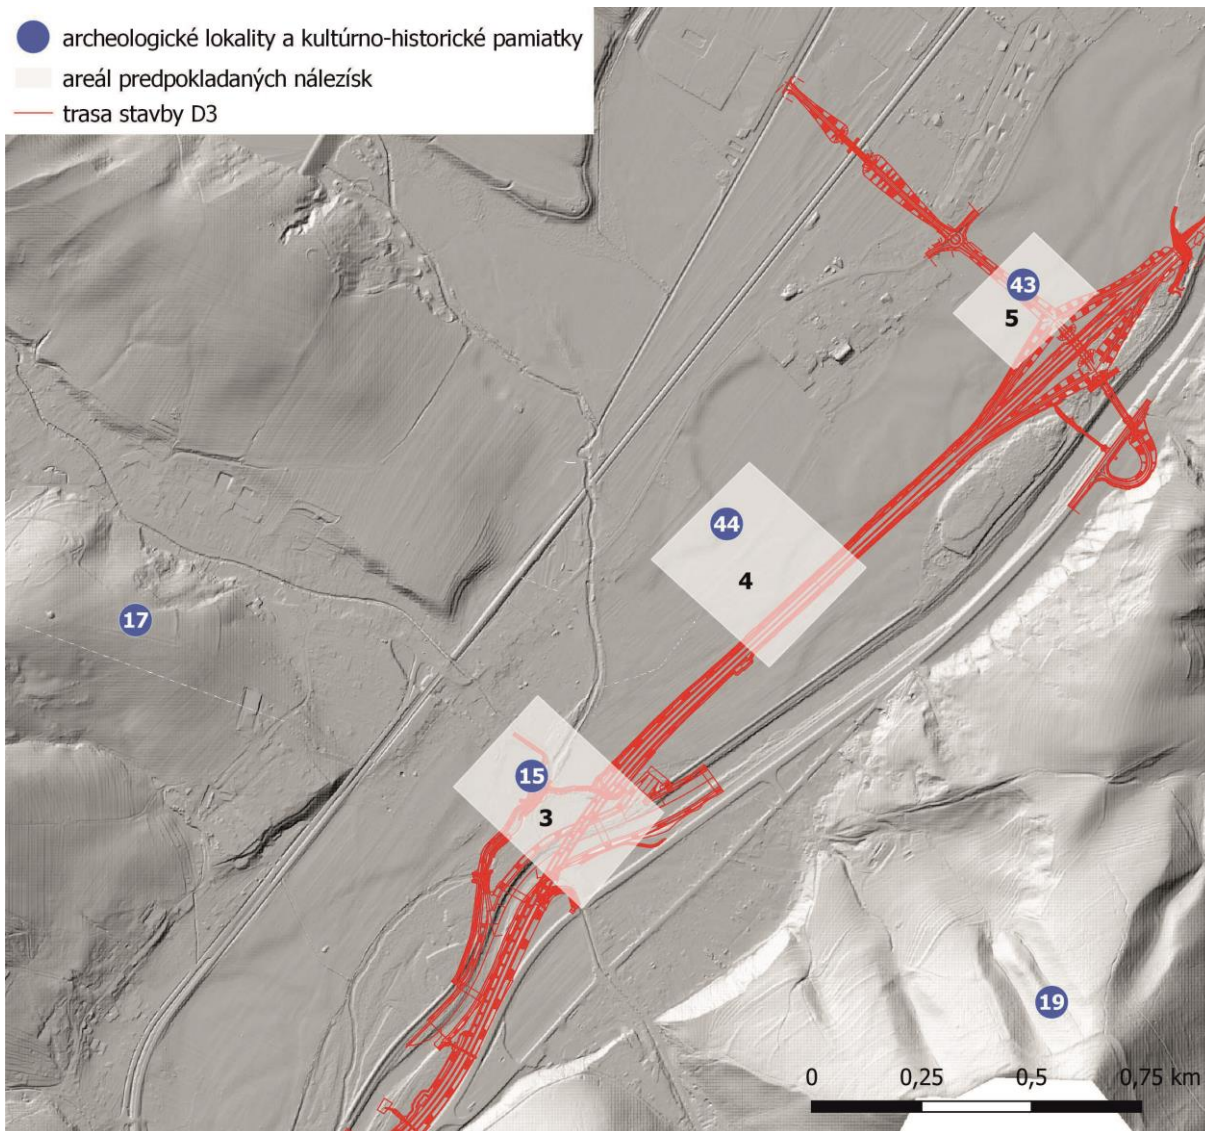 archeologické lokality a kultúrno-historické pamiatky
areál predpokladaných nálezísk
trasa stavby D3
43
5
44
4
17
15
3
19
0 0,25 0,5 0,75 km